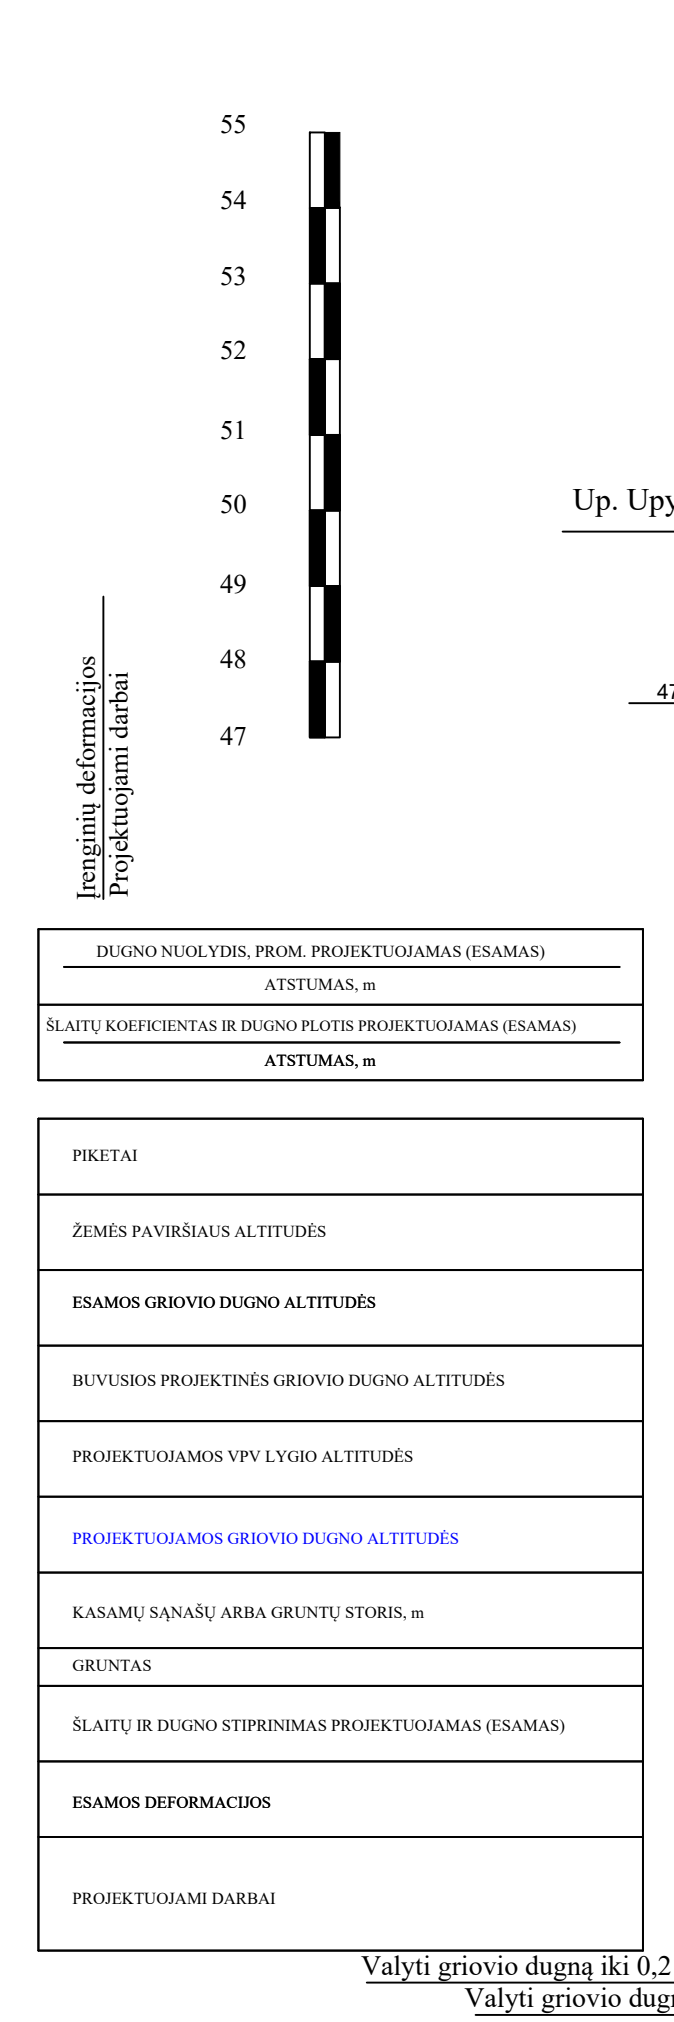 55
54
53
52
51
50
Up. Upy
49
48
47
47
Įrenginių deformacijos
Projektuojami darbai
DUGNO NUOLYDIS, PROM. PROJEKTUOJAMAS (ESAMAS)
ATSTUMAS, m
ŠLAITŲ KOEFICIENTAS IR DUGNO PLOTIS PROJEKTUOJAMAS (ESAMAS)
ATSTUMAS, m
PIKETAI
ŽEMĖS PAVIRŠIAUS ALTITUDĖS
ESAMOS GRIOVIO DUGNO ALTITUDĖS
BUVUSIOS PROJEKTINĖS GRIOVIO DUGNO ALTITUDĖS
PROJEKTUOJAMOS VPV LYGIO ALTITUDĖS
PROJEKTUOJAMOS GRIOVIO DUGNO ALTITUDĖS
KASAMŲ SĄNAŠŲ ARBA GRUNTŲ STORIS, m
GRUNTAS
ŠLAITŲ IR DUGNO STIPRINIMAS PROJEKTUOJAMAS (ESAMAS)
ESAMOS DEFORMACIJOS
PROJEKTUOJAMI DARBAI
Valyti griovio dugną iki 0,2
Valyti griovio dug